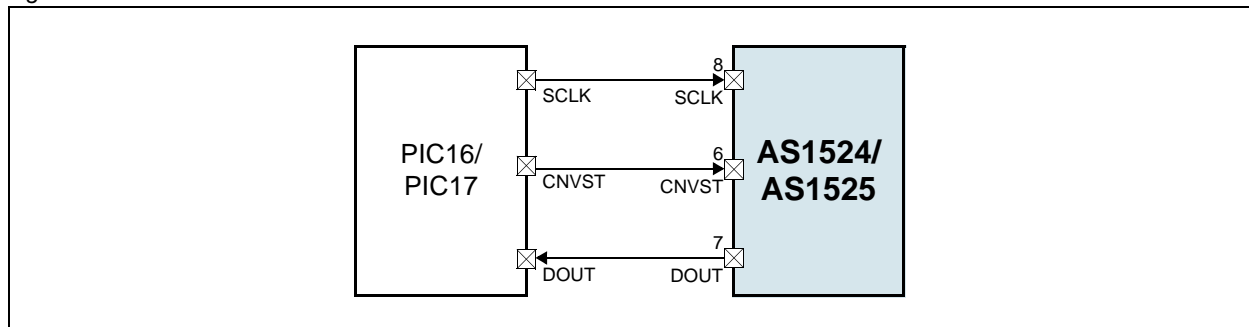 8
SCLK
SCLK
PIC16/
PIC17
6
CNVST
CNVST
AS1524/
AS1525
7
DOUT
DOUT